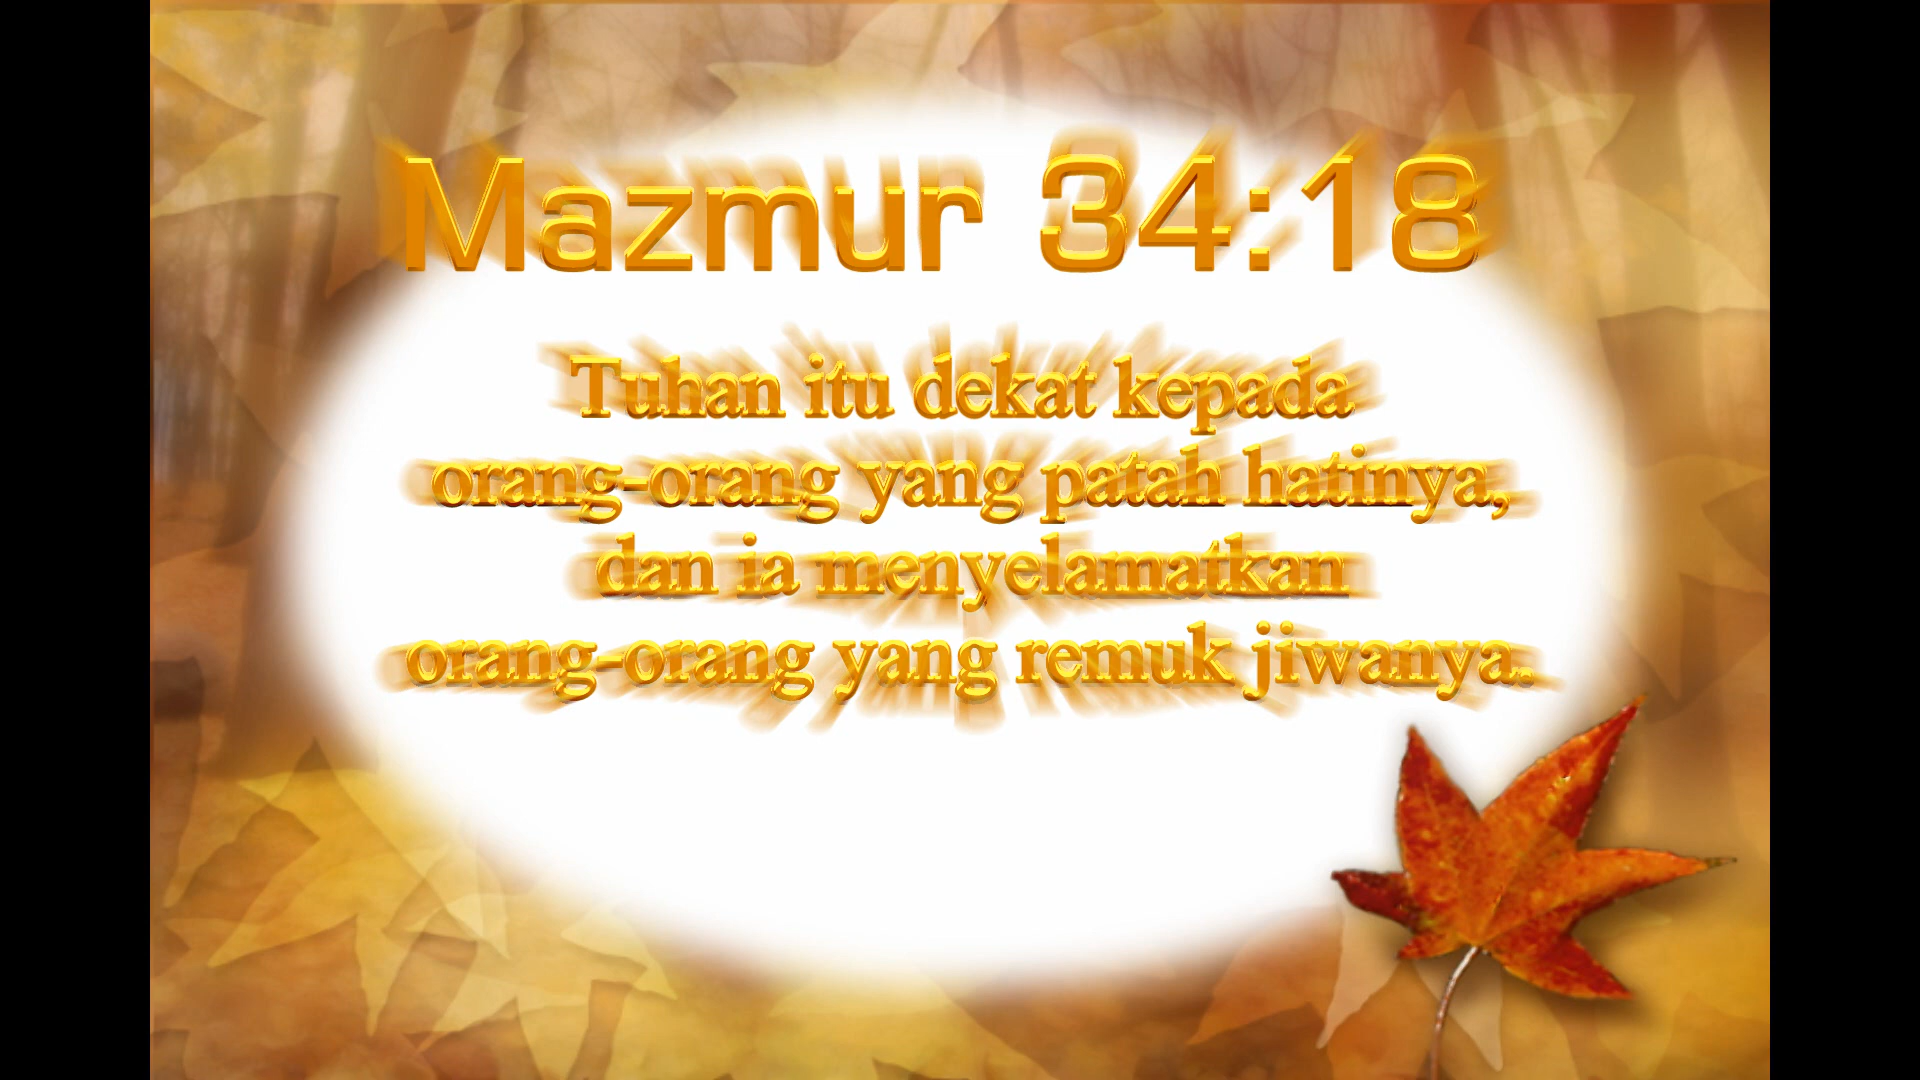 Mazmur 34:18
Tuhan itu dekat kepada
orang-orang yang patah hatinya,
dan ia menyelamatkan
orang-orang yang remuk jiwanya.